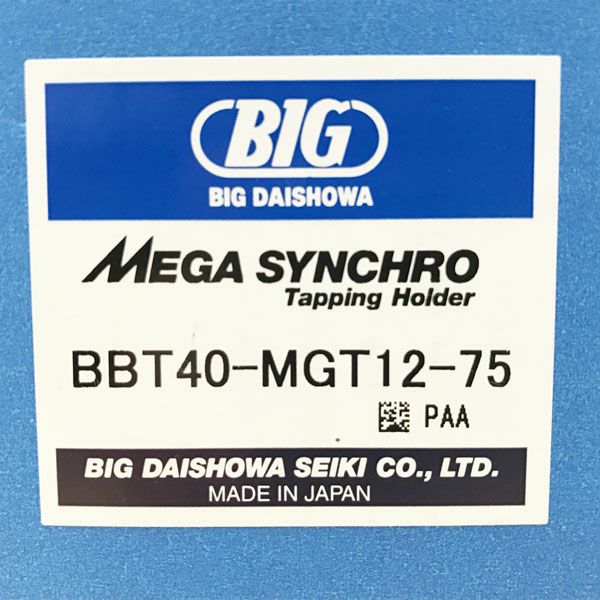 BIG
BIG DAISHOWA
MEGA SYNCHRO
Tapping Holder
BBT40-MGT12-75
PAA
BIG DAISHOWA SEIKI CO., LTD.
MADE IN JAPAN